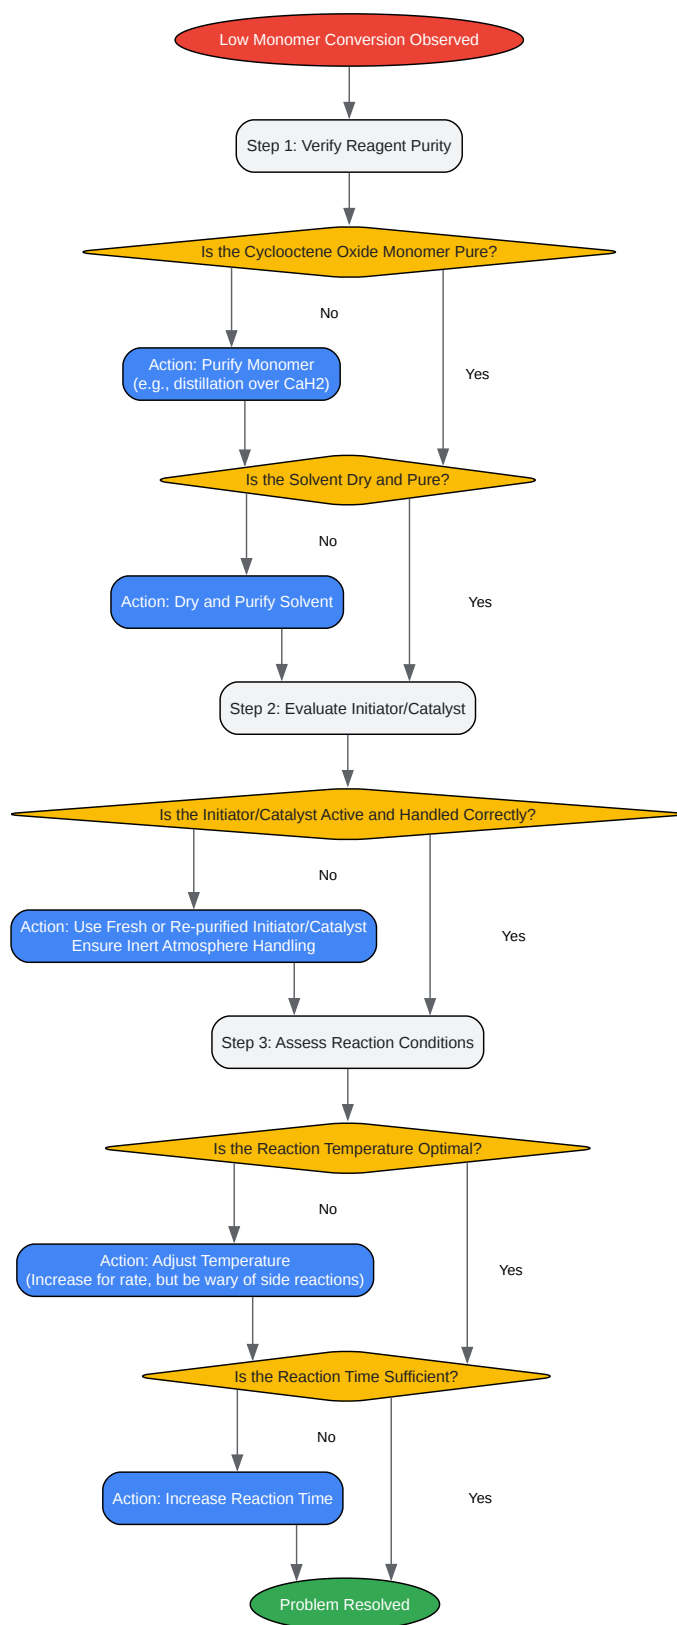 Low Monomer Conversion Observed
Step 1: Verify Reagent Purity
Is the Cyclooctene Oxide Monomer Pure?
No
Action: Purify Monomer
(e.g., distillation over CaH2)
Yes
Is the Solvent Dry and Pure?
No
Action: Dry and Purify Solvent
Yes
Step 2: Evaluate Initiator/Catalyst
Is the Initiator/Catalyst Active and Handled Correctly?
No
Action: Use Fresh or Re-purified Initiator/Catalyst
Ensure Inert Atmosphere Handling
Yes
Step 3: Assess Reaction Conditions
Is the Reaction Temperature Optimal?
No
Action: Adjust Temperature
(Increase for rate, but be wary of side reactions)
Yes
Is the Reaction Time Sufficient?
No
Action: Increase Reaction Time
Yes
Problem Resolved